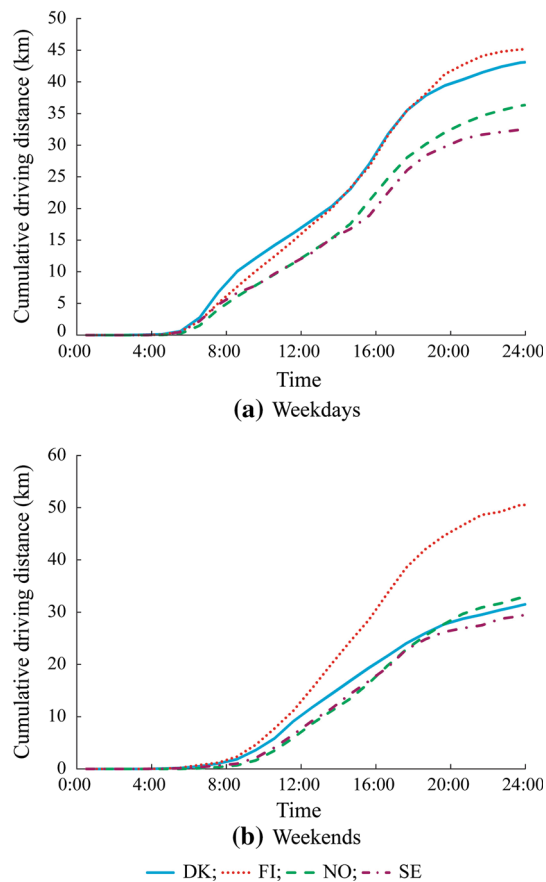 Cumulative driving distance (km)
50
45
40
35
30
25
20
15
10
5
0
0:00 4:00 8:00 12:00 16:00 20:00 24:00
Time
(a) Weekdays
Cumulative driving distance (km)
60
50
40
30
20
10
0
0:00 4:00 8:00 12:00 16:00 20:00 24:00
Time
(b) Weekends
DK; FI; NO; SE